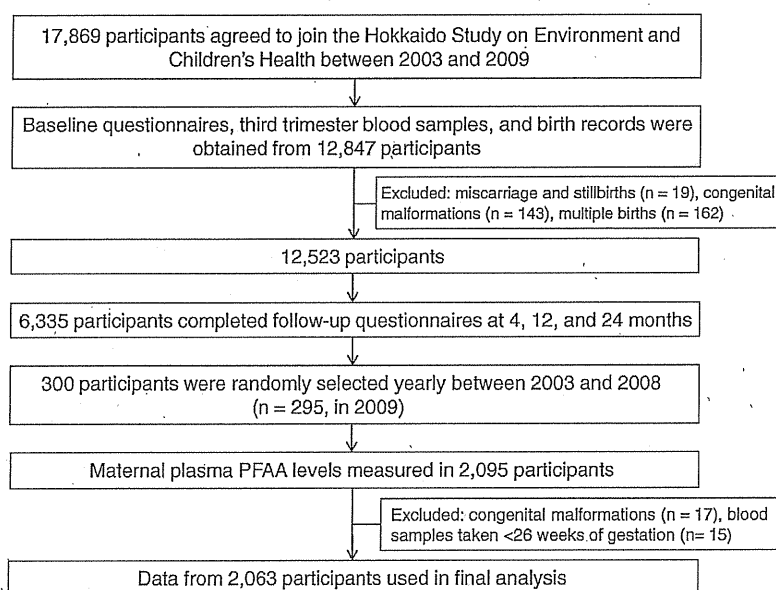 17,869 participants agreed to join the Hokkaido Study on Environment and
Children's Health between 2003 and 2009
Baseline questionnaires, third trimester blood samples, and birth records were
obtained from 12,847 participants
Excluded: miscarriage and stillbirths (n = 19), congenital
malformations (n = 143), multiple births (n = 162)
12,523 participants
6,335 participants completed follow-up questionnaires at 4, 12, and 24 months
300 participants were randomly selected yearly between 2003 and 2008
(n = 295, in 2009)
Maternal plasma PFAA levels measured in 2,095 participants
Excluded: congenital malformations (n = 17), blood
samples taken <26 weeks of gestation (n= 15)
Data from 2,063 participants used in final analysis